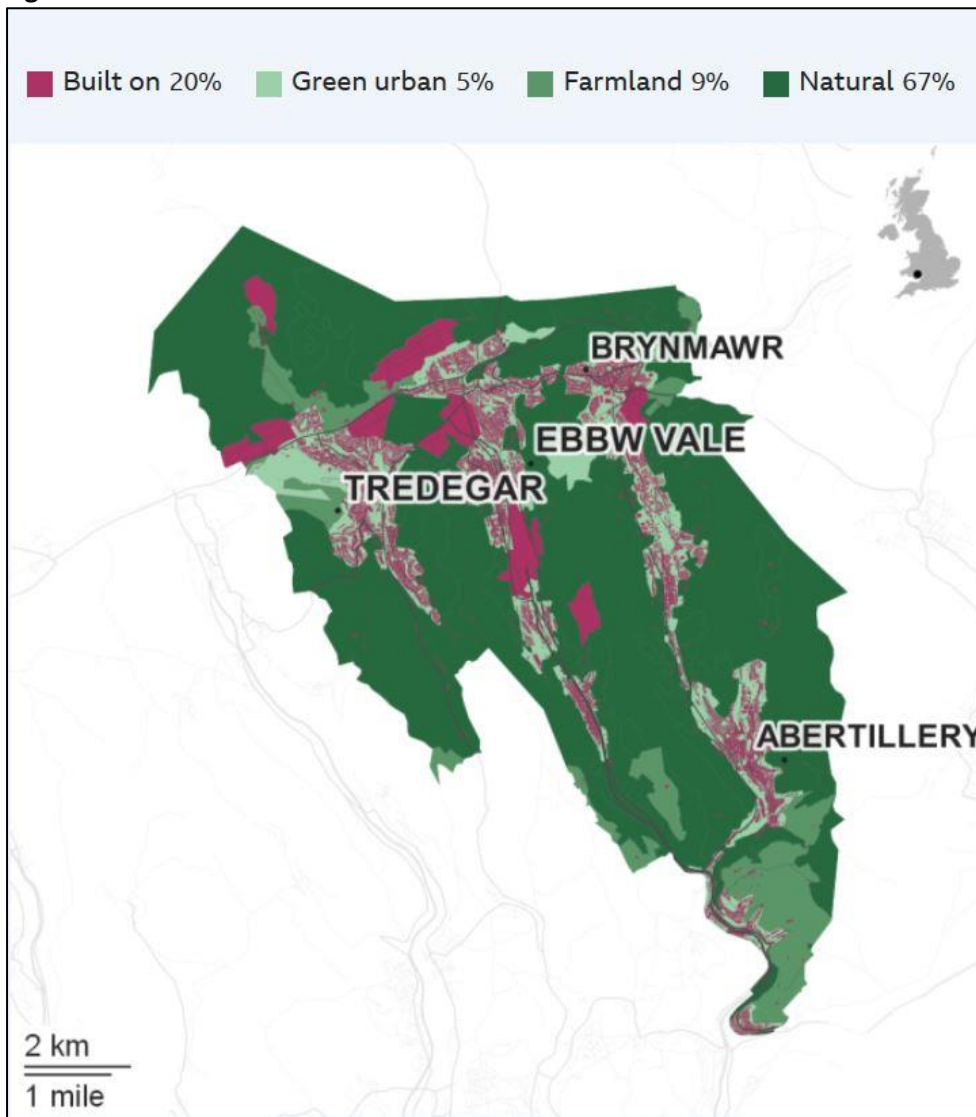 Built on 20% Green urban 5% Farmland 9% Natural 67%
BRYNMAWR
EBBW VALE
TREDEGAR
ABERTILLERY
2 km
1 mile